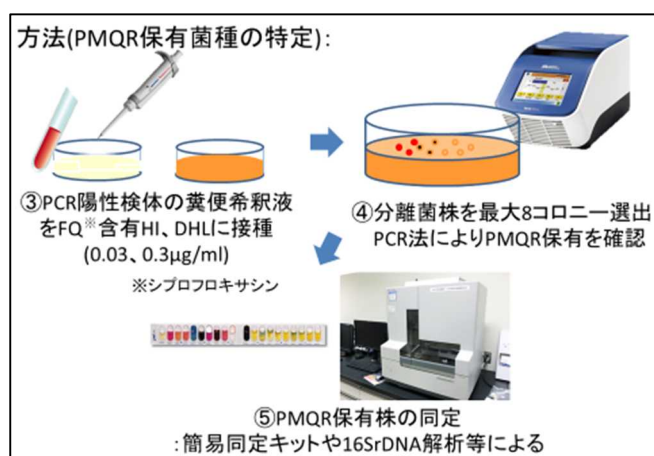 方法(PMQR保有菌種の特定):
③PCR陽性検体の糞便希釈液
をFQ※含有HI、DHLに接種
(0.03、0.3μg/ml)
※シプロフロキサシン
④分離菌株を最大8コロニー選出
PCR法によりPMQR保有を確認
⑤PMQR保有株の同定
:簡易同定キットや16SrDNA解析等による